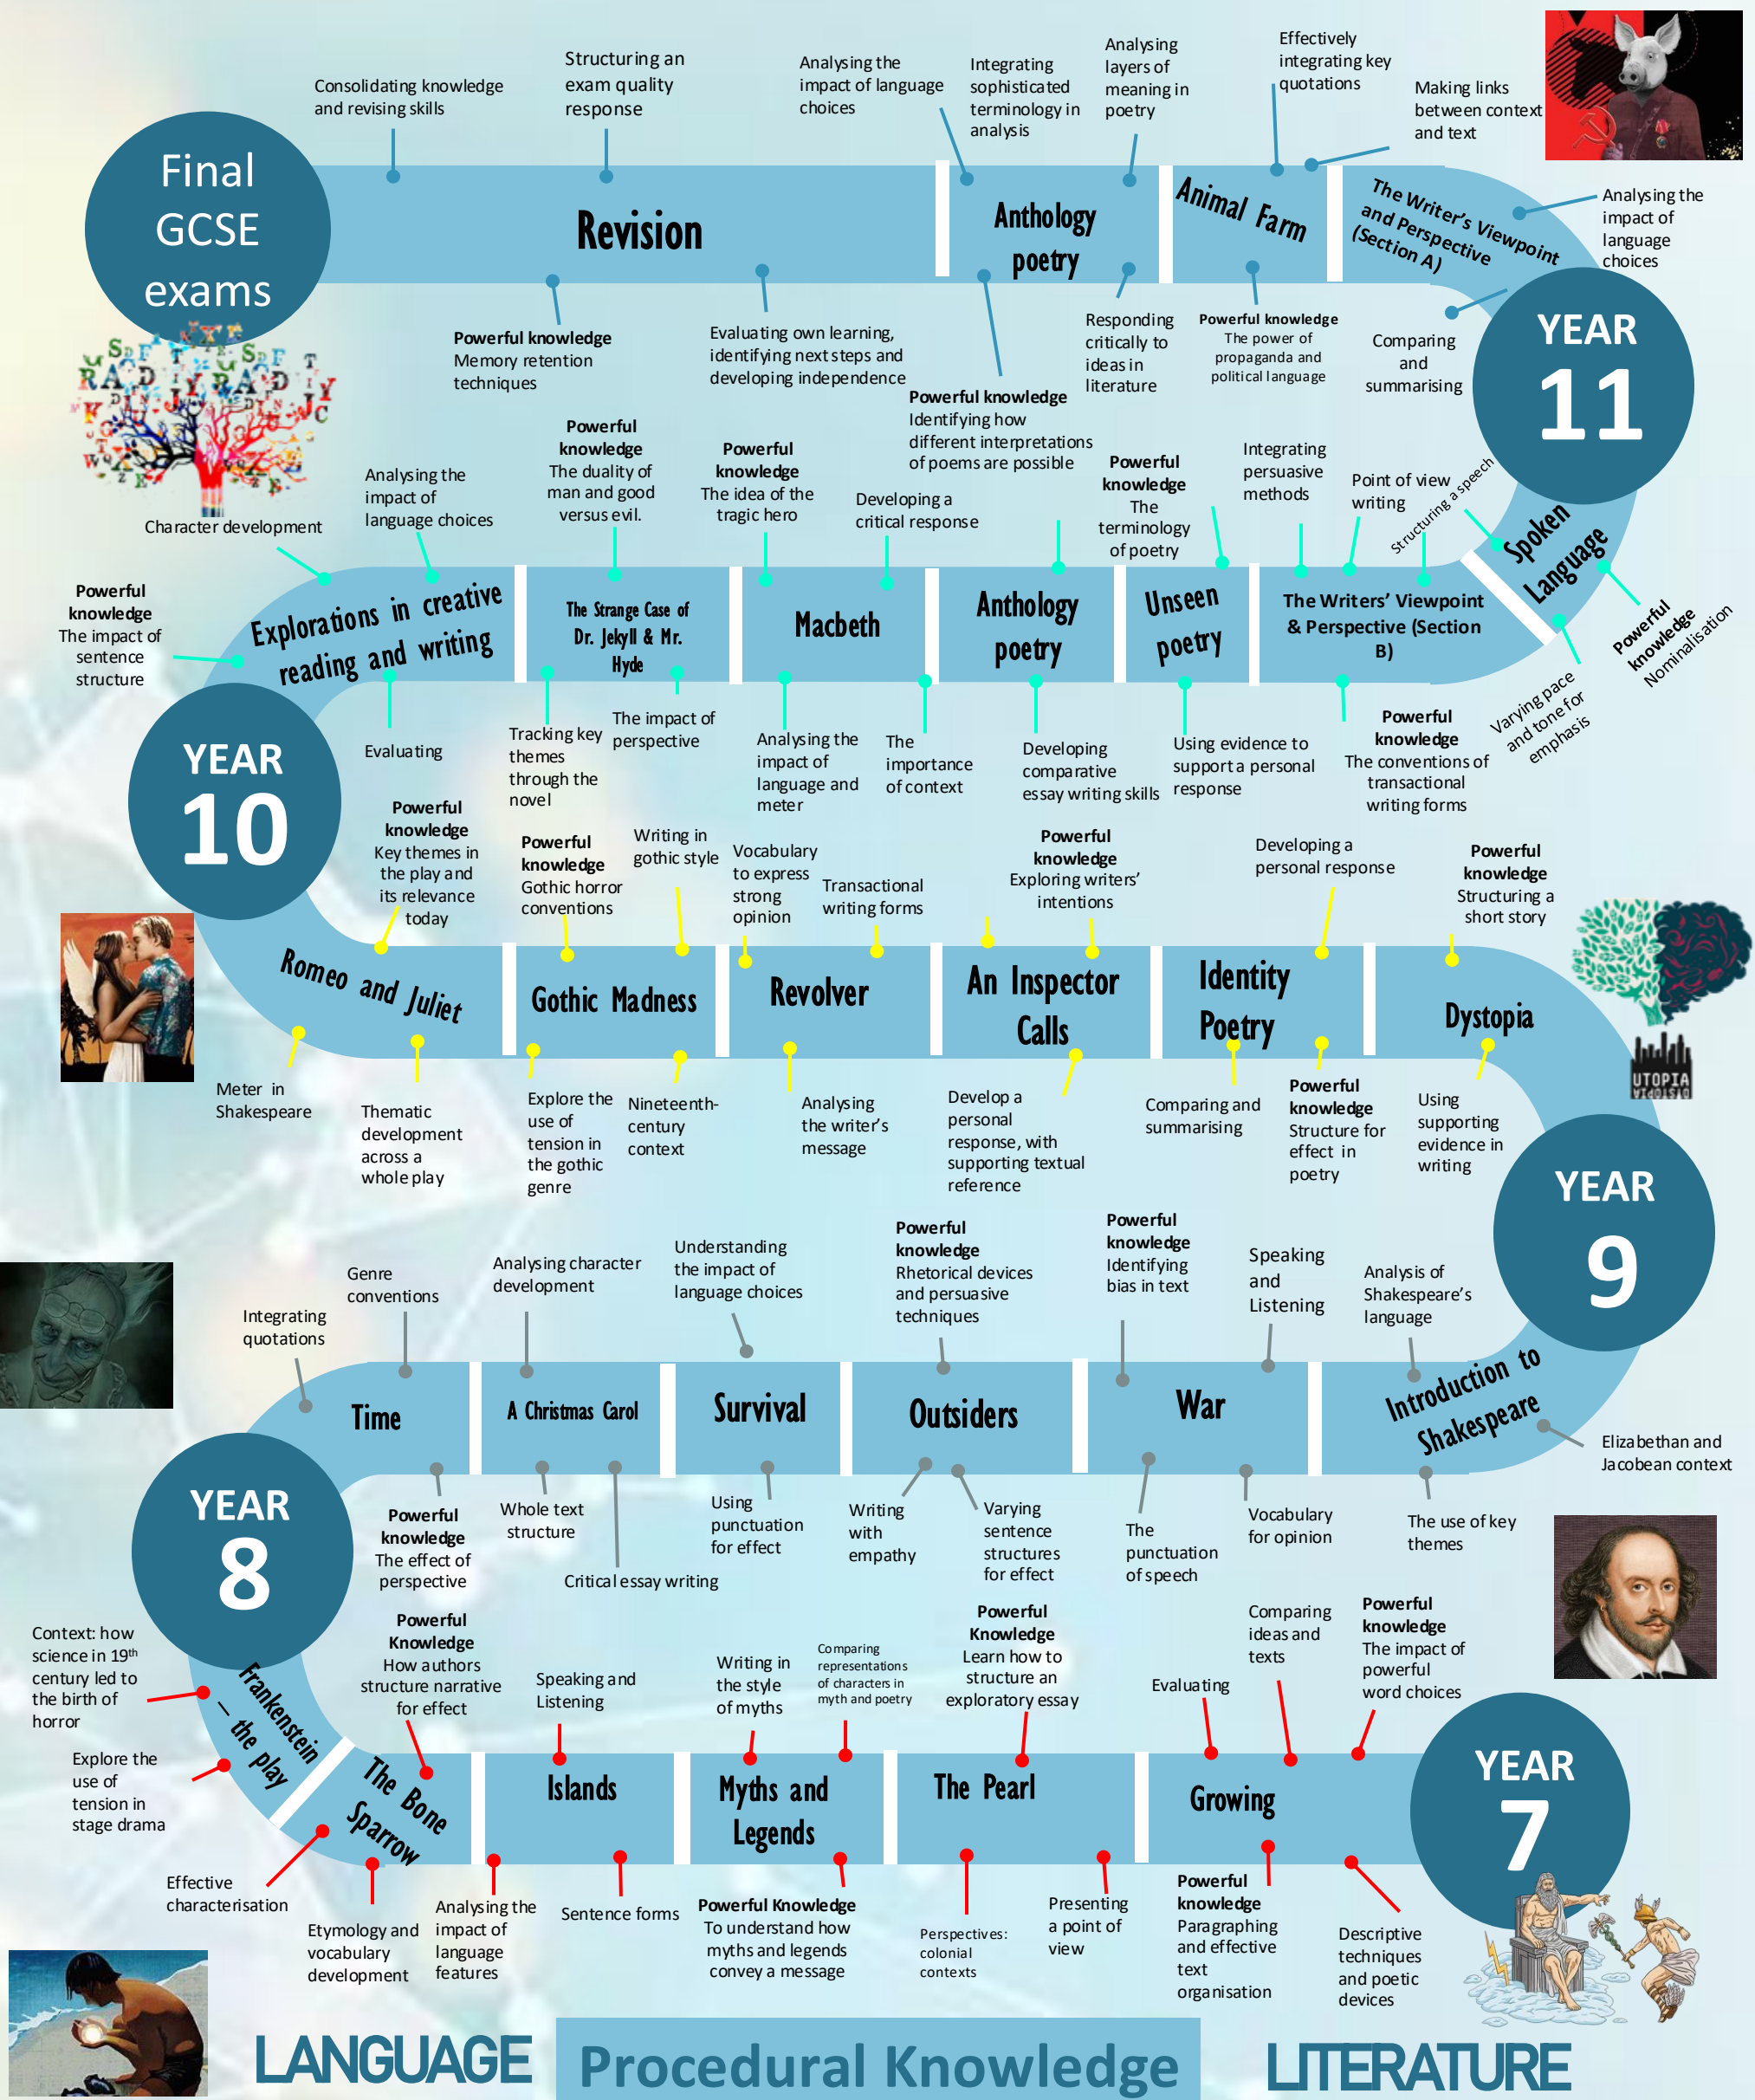 Consolidating knowledge
and revising skills
Structuring an
exam quality
response
Analysing the
impact of language
choices
Integrating
sophisticated
terminology in
analysis
Analysing
layers of
meaning in
poetry
Effectively
integrating key
quotations
Making links
between context
and text
Final
GCSE
exams
Revision
Anthology
poetry
Animal Farm
The Writer's Viewpoint
and Perspective
(Section A)
Analysing the
impact of
language
choices
Powerful knowledge
Memory retention
techniques
Evaluating own learning,
identifying next steps and
developing independence
Powerful knowledge
Identifying how
different interpretations
of poems are possible
Responding
critically to
ideas in
literature
Powerful knowledge
The power of
propaganda and
political language
Comparing
and
summarising
YEAR
11
Character development
Analysing the
impact of
language choices
Powerful
knowledge
The duality of
man and good
versus evil.
Powerful
knowledge
The idea of the
tragic hero
Developing a
critical response
Powerful
knowledge
The
terminology
of poetry
Integrating
persuasive
methods
Point of view
writing
Structuring a speech
Powerful
knowledge
The impact of
sentence
structure
Explorations in creative
reading and writing
The Strange Case of
Dr. Jekyll & Mr.
Hyde
Macbeth
Anthology
poetry
Unseen
poetry
The Writers' Viewpoint
& Perspective (Section
B)
Spoken
Language
Powerful
knowledge
Nominalisation
Varying pace
and tone for
emphasis
Evaluating
Tracking key
themes
through the
novel
The impact of
perspective
Analysing the
impact of
language and
meter
The
importance
of context
Developing
comparative
essay writing skills
Using evidence to
support a personal
response
Powerful
knowledge
The conventions of
transactional
writing forms
YEAR
10
Powerful
knowledge
Key themes in
the play and
its relevance
today
Powerful
knowledge
Gothic horror
conventions
Writing in
gothic style
Vocabulary
to express
strong
opinion
Transactional
writing forms
Powerful
knowledge
Exploring writers'
intentions
Developing a
personal response
Powerful
knowledge
Structuring a
short story
Romeo and Juliet
Gothic Madness
Revolver
An Inspector
Calls
Identity
Poetry
Dystopia
UTOPIA
DYSTOPIA
Meter in
Shakespeare
Thematic
development
across a
whole play
Explore the
use of
tension in
the gothic
genre
Nineteenth-
century
context
Analysing
the writer's
message
Develop a
personal
response, with
supporting textual
reference
Comparing and
summarising
Powerful
knowledge
Structure for
effect in
poetry
Using
supporting
evidence in
writing
YEAR
9
Integrating
quotations
Genre
conventions
Analysing character
development
Understanding
the impact of
language choices
Powerful
knowledge
Rhetorical devices
and persuasive
techniques
Powerful
knowledge
Identifying
bias in text
Speaking
and
Listening
Analysis of
Shakespeare's
language
Time
A Christmas Carol
Survival
Outsiders
War
Introduction to
Shakespeare
Elizabethan and
Jacobean context
YEAR
8
Powerful
knowledge
The effect of
perspective
Whole text
structure
Critical essay writing
Using
punctuation
for effect
Writing
with
empathy
Varying
sentence
structures
for effect
The
punctuation
of speech
Vocabulary
for opinion
The use of key
themes
Context: how
science in 19th
century led to
the birth of
horror
Explore the
use of
tension in
stage drama
Powerful
Knowledge
How authors
structure narrative
for effect
Speaking and
Listening
Writing in
the style
of myths
Comparing
representations
of characters in
myth and poetry
Powerful
Knowledge
Learn how to
structure an
exploratory essay
Evaluating
Comparing
ideas and
texts
Powerful
knowledge
The impact of
powerful
word choices
Frankenstein
– the play
The Bone
Sparrow
Islands
Myths and
Legends
The Pearl
Growing
YEAR
7
Effective
characterisation
Etymology and
vocabulary
development
Analysing the
impact of
language
features
Sentence forms
Powerful Knowledge
To understand how
myths and legends
convey a message
Perspectives:
colonial
contexts
Presenting
a point of
view
Powerful
knowledge
Paragraphing
and effective
text
organisation
Descriptive
techniques
and poetic
devices
LANGUAGE
Procedural Knowledge
LITERATURE